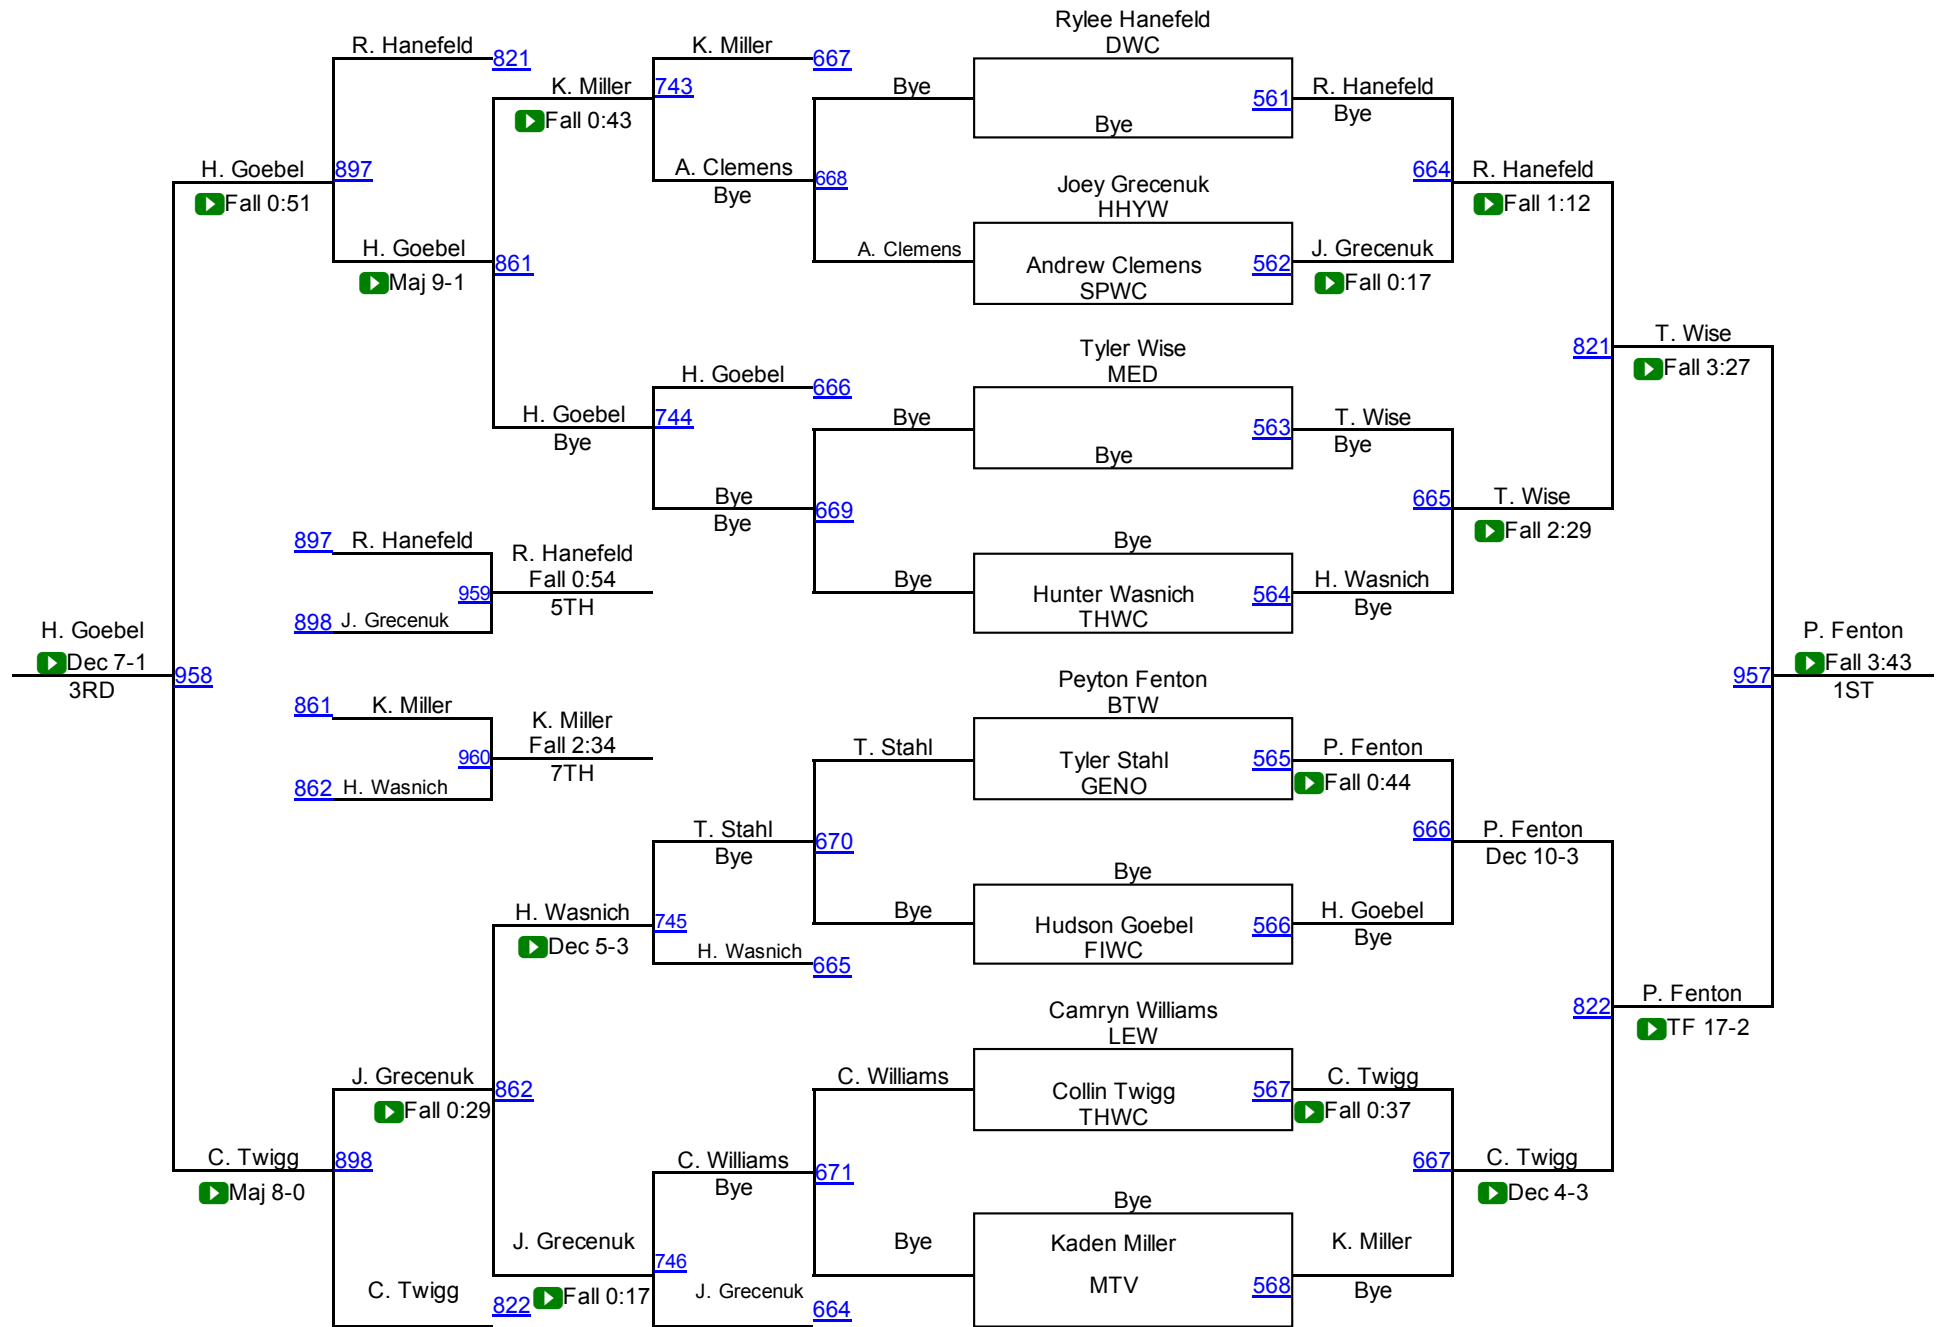 Rylee Hanefeld
R. Hanefeld
K. Miller
DWC
821
667
K. Miller
743
Bye
561
R. Hanefeld
Fall 0:43
Bye
Bye
H. Goebel
897
A. Clemens
668
664
R. Hanefeld
Fall 0:51
Bye
Joey Grecenuk
Fall 1:12
HHYW
H. Goebel
861
A. Clemens
Andrew Clemens
562
J. Grecenuk
Maj 9-1
SPWC
Fall 0:17
Tyler Wise
821
T. Wise
H. Goebel
666
MED
Fall 3:27
H. Goebel
744
Bye
563
T. Wise
Bye
Bye
Bye
Bye
669
665
T. Wise
Bye
Fall 2:29
897
R. Hanefeld
R. Hanefeld
Bye
Fall 0:54
959
5TH
Bye
Hunter Wasnich
564
H. Wasnich
898
J. Grecenuk
THWC
Bye
H. Goebel
P. Fenton
Dec 7-1
958
957
Fall 3:43
3RD
1ST
Peyton Fenton
861
K. Miller
BTW
K. Miller
Fall 2:34
960
7TH
T. Stahl
Tyler Stahl
565
P. Fenton
862
H. Wasnich
GENO
Fall 0:44
T. Stahl
670
666
P. Fenton
Bye
Dec 10-3
Bye
H. Wasnich
745
Bye
Hudson Goebel
566
H. Goebel
Dec 5-3
H. Wasnich
665
FIWC
Bye
Camryn Williams
822
P. Fenton
LEW
TF 17-2
J. Grecenuk
862
C. Williams
Collin Twigg
567
C. Twigg
Fall 0:29
THWC
Fall 0:37
C. Twigg
898
C. Williams
671
667
C. Twigg
Maj 8-0
Bye
Bye
Dec 4-3
J. Grecenuk
746
Bye
Kaden Miller
K. Miller
C. Twigg
822
Fall 0:17
J. Grecenuk
664
MTV
568
Bye